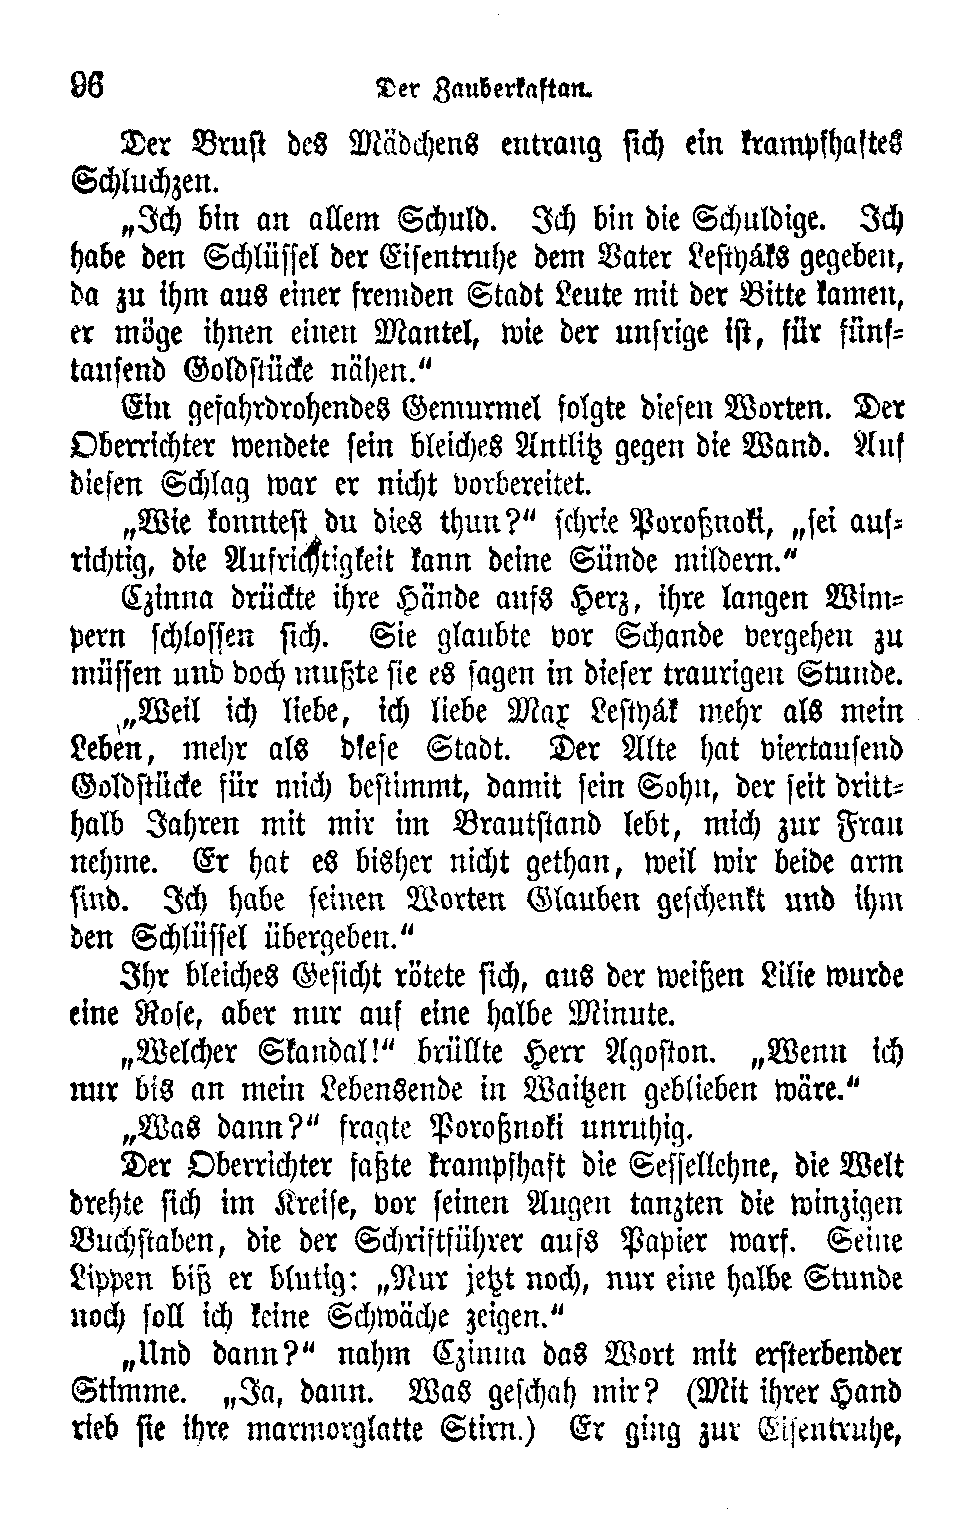 96 Der Zauberkaftan.
Der Brust des Mädchens entrang sich ein krampfhaftes
Schluchzen.
„Ich bin an allem Schuld. Ich bin die Schuldige. Ich
habe den Schlüssel der Eisentruhe dem Vater Lestyáks gegeben,
da zu ihm aus einer fremden Stadt Leute mit der Bitte kamen,
er möge ihnen einen Mantel, wie der unsrige ist, für fünf-
tausend Goldstücke nähen.“
Ein gefahrdrohendes Gemurmel folgte diesen Worten. Der
Oberrichter wendete sein bleiches Antlitz gegen die Wand. Auf
diesen Schlag war er nicht vorbereitet.
„Wie konntest du dies thun?“ schrie Poroßnoki, „sei auf-
richtig, die Aufrichtigkeit kann deine Sünde mildern.“
Czinna drückte ihre Hände aufs Herz, ihre langen Wim-
pern schlossen sich. Sie glaubte vor Schande vergehen zu
müssen und doch mußte sie es sagen in dieser traurigen Stunde.
„Weil ich liebe, ich liebe Max Lestyák mehr als mein
Leben, mehr als diese Stadt. Der Alte hat viertausend
Goldstücke für mich bestimmt, damit sein Sohn, der seit dritt-
halb Jahren mit mir im Brautstand lebt, mich zur Frau
nehme. Er hat es bisher nicht gethan, weil wir beide arm
sind. Ich habe seinen Worten Glauben geschenkt und ihm
den Schlüssel übergeben.“
Ihr bleiches Gesicht rötete sich, aus der weißen Lilie wurde
eine Rose, aber nur auf eine halbe Minute.
„Welcher Skandal!“ brüllte Herr Agoston. „Wenn ich
nur bis an mein Lebensende in Waitzen geblieben wäre.“
„Was dann?“ fragte Poroßnoki unruhig.
Der Oberrichter faßte krampfhaft die Sessellehne, die Welt
drehte sich im Kreise, vor seinen Augen tanzten die winzigen
Buchstaben, die der Schriftführer aufs Papier warf. Seine
Lippen biß er blutig: „Nur jetzt noch, nur eine halbe Stunde
noch soll ich keine Schwäche zeigen.“
„Und dann?“ nahm Czinna das Wort mit ersterbender
Stimme. „Ja, dann. Was geschah mir? (Mit ihrer Hand
rieb sie ihre marmorglatte Stirn.) Er ging zur Eisentruhe,